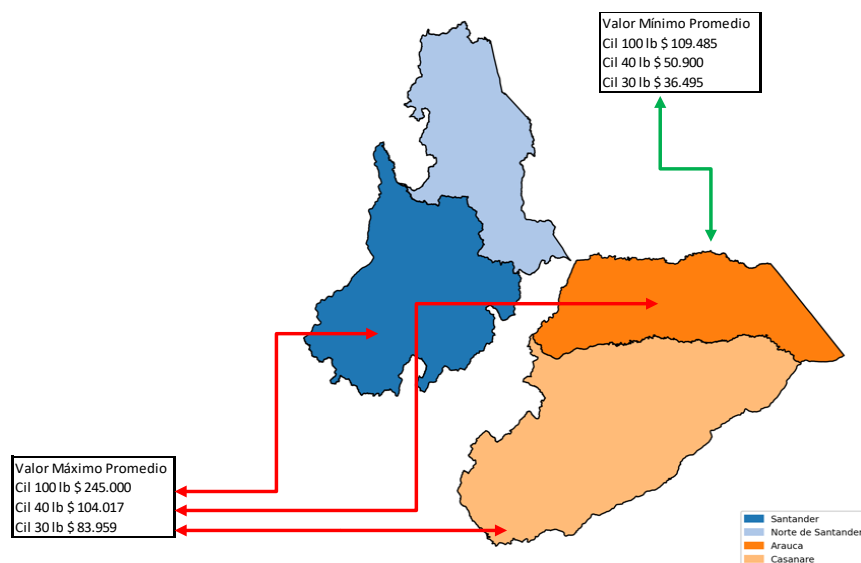 Valor Mínimo Promedio
Cil 100 lb $ 109.485
Cil 40 lb $ 50.900
Cil 30 lb $ 36.495
Valor Máximo Promedio
Cil 100 lb $ 245.000
Cil 40 lb $ 104.017
Cil 30 lb $ 83.959
Santander
Norte de Santander
Arauca
Casanare